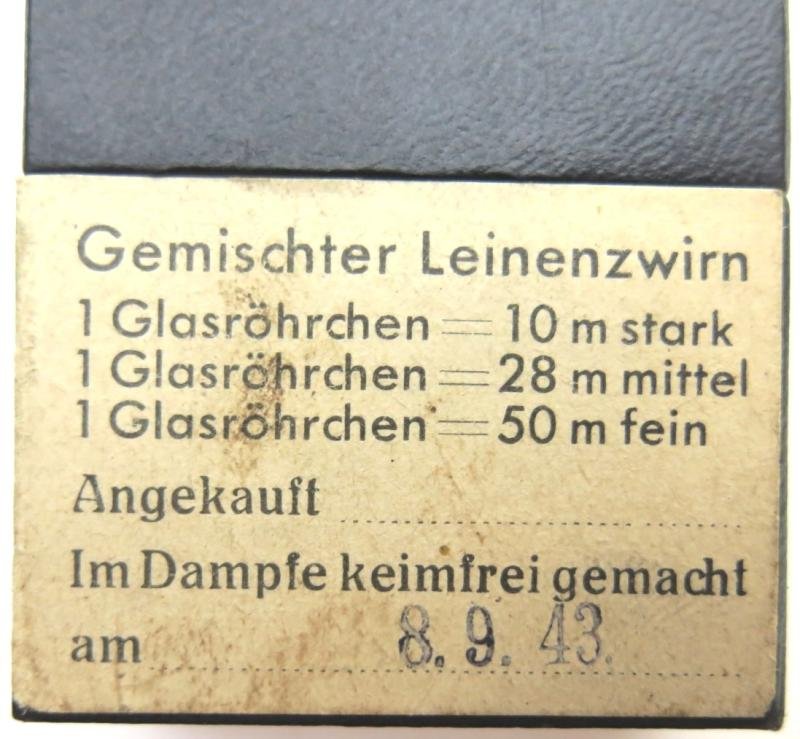 Gemischter Leinenzwirn
1 Glasröhrchen = 10 m stark
1 Glasröhrchen = 28 m mittel
1 Glasröhrchen = 50 m fein
Angekauft
Im Dampfe keimfrei gemacht
am 8. 9. 43.